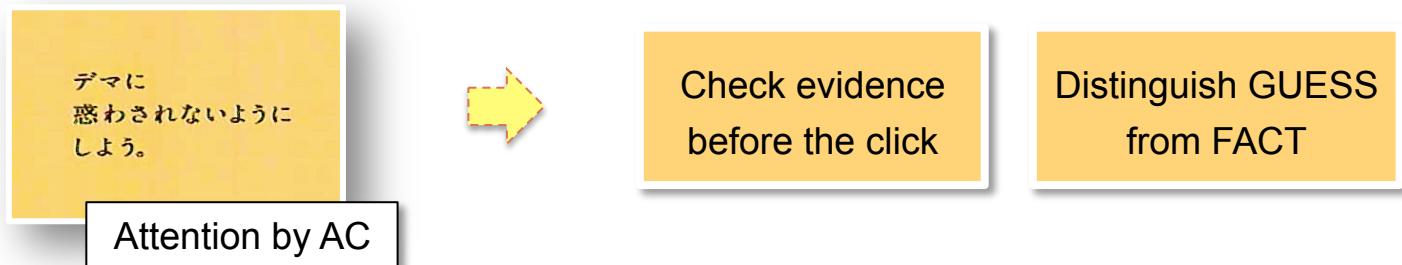 デマに
惑わされないように
しよう。
Attention by AC
Check evidence
before the click
Distinguish GUESS
from FACT